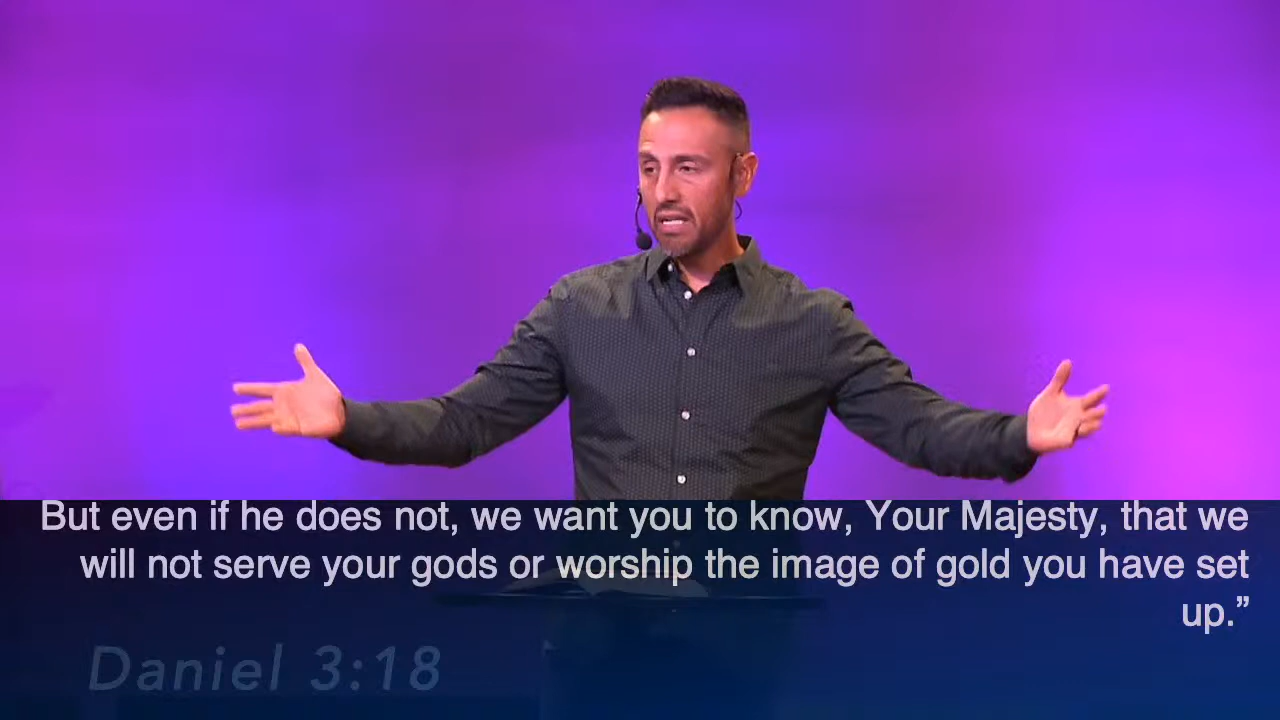 But even if he does not, we want you to know, Your Majesty, that we
will not serve your gods or worship the image of gold you have set
up.”
Daniel 3:18